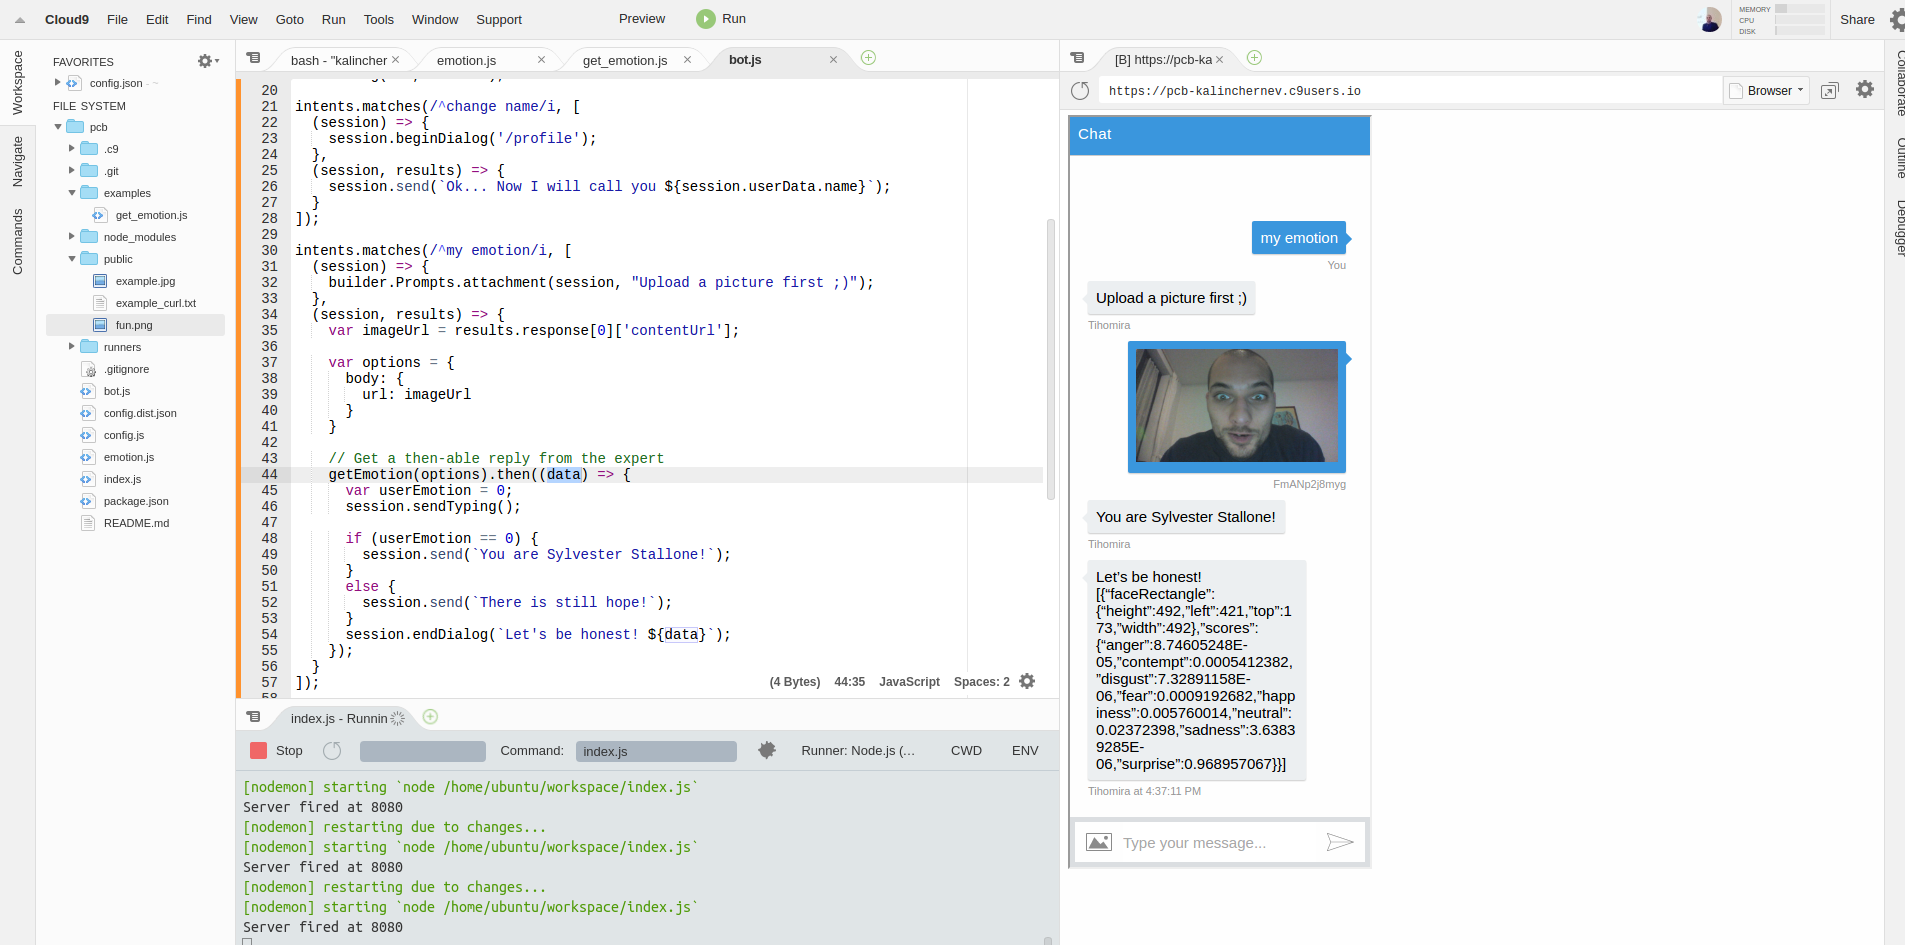 Cloud9 File Edit Find View Goto Run Tools Window Support Preview Run MEMORY CPU DISK Share
Workspace
Navigate
Commands
FAVORITES
config.json - ~
FILE SYSTEM
pcb
.c9
.git
examples
get_emotion.js
node_modules
public
example.jpg
example_curl.txt
fun.png
runners
.gitignore
bot.js
config.dist.json
config.js
emotion.js
index.js
package.json
README.md
bash - "kalincher emotion.js get_emotion.js bot.js
20
21 intents.matches(/^change name/i, [
22 (session) => {
23 session.beginDialog('/profile');
24 },
25 (session, results) => {
26 session.send(`Ok... Now I will call you ${session.userData.name}`);
27 }
28 ]);
29
30 intents.matches(/^my emotion/i, [
31 (session) => {
32 builder.Prompts.attachment(session, "Upload a picture first ;)");
33 },
34 (session, results) => {
35 var imageUrl = results.response[0]['contentUrl'];
36
37 var options = {
38 body: {
39 url: imageUrl
40 }
41 }
42
43 // Get a then-able reply from the expert
44 getEmotion(options).then((data) => {
45 var userEmotion = 0;
46 session.sendTyping();
47
48 if (userEmotion == 0) {
49 session.send(`You are Sylvester Stallone!`);
50 }
51 else {
52 session.send(`There is still hope!`);
53 }
54 session.endDialog(`Let's be honest! ${data}`);
55 });
56 }
57 ]);
58
(4 Bytes) 44:35 JavaScript Spaces: 2
index.js - Runnin
Stop Command: index.js Runner: Node.js (... CWD ENV
[nodemon] starting `node /home/ubuntu/workspace/index.js`
Server fired at 8080
[nodemon] restarting due to changes...
[nodemon] starting `node /home/ubuntu/workspace/index.js`
Server fired at 8080
[nodemon] restarting due to changes...
[nodemon] starting `node /home/ubuntu/workspace/index.js`
Server fired at 8080
[B] https://pcb-ka
https://pcb-kalinchernev.c9users.io Browser
Chat
my emotion
You
Upload a picture first ;)
Tihomira
FmANp2j8myg
You are Sylvester Stallone!
Tihomira
Let's be honest!
[{“faceRectangle”:
{“height”:492,”left”:421,”top”:1
73,”width”:492},”scores”:
{“anger”:8.74605248E-
05,”contempt”:0.0005412382,
”disgust”:7.32891158E-
06,”fear”:0.0009192682,”happ
iness”:0.005760014,”neutral”:
0.02372398,”sadness”:3.6383
9285E-
06,”surprise”:0.968957067}}]
Tihomira at 4:37:11 PM
Type your message...
Collaborate
Outline
Debugger